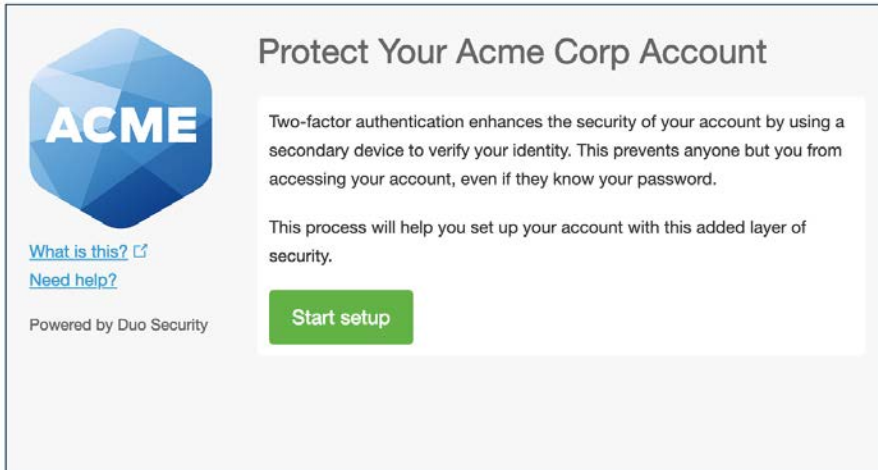 ACME
What is this?
Need help?
Powered by Duo Security
Protect Your Acme Corp Account
Two-factor authentication enhances the security of your account by using a
secondary device to verify your identity. This prevents anyone but you from
accessing your account, even if they know your password.
This process will help you set up your account with this added layer of
security.
Start setup